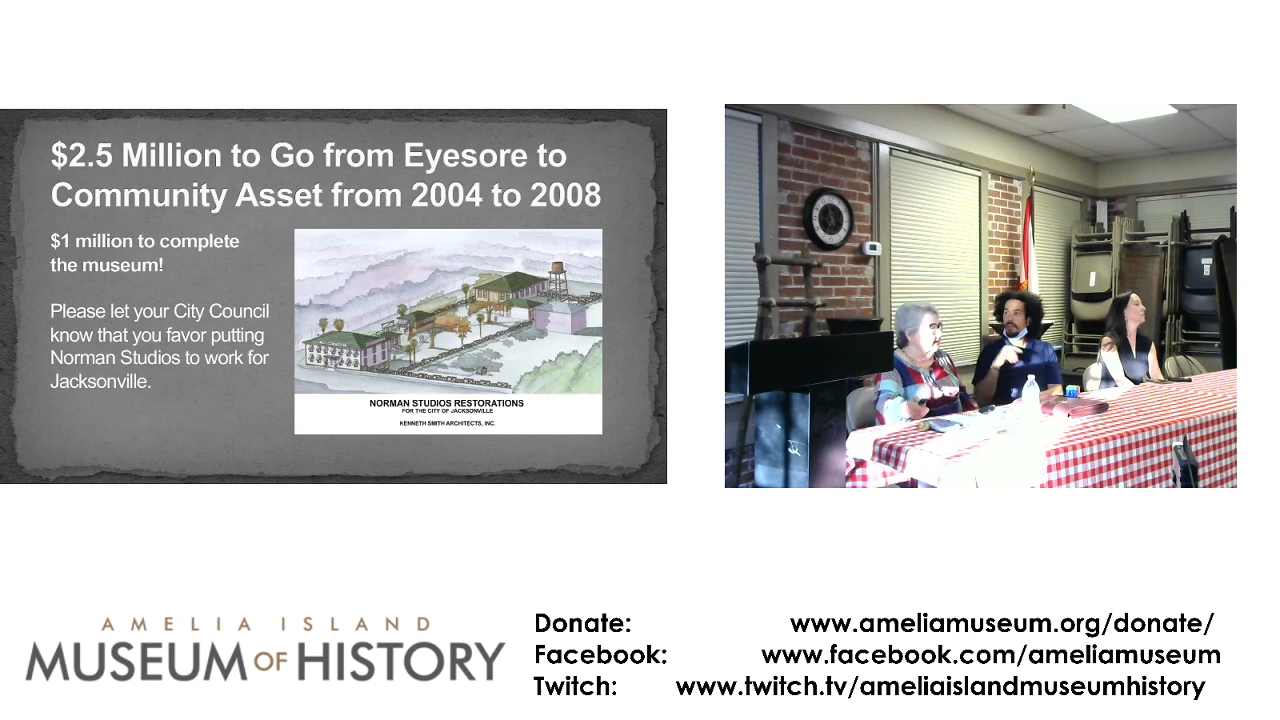 $2.5 Million to Go from Eyesore to
Community Asset from 2004 to 2008
$1 million to complete
the museum!
Please let your City Council
know that you favor putting
Norman Studios to work for
Jacksonville.
NORMAN STUDIOS RESTORATIONS
FOR THE CITY OF JACKSONVILLE
KENNETH SMITH ARCHITECTS, INC.
AMELIA ISLAND
MUSEUM OF HISTORY
Donate: www.ameliamuseum.org/donate/
Facebook: www.facebook.com/ameliamuseum
Twitch: www.twitch.tv/ameliaislandmuseumhistory